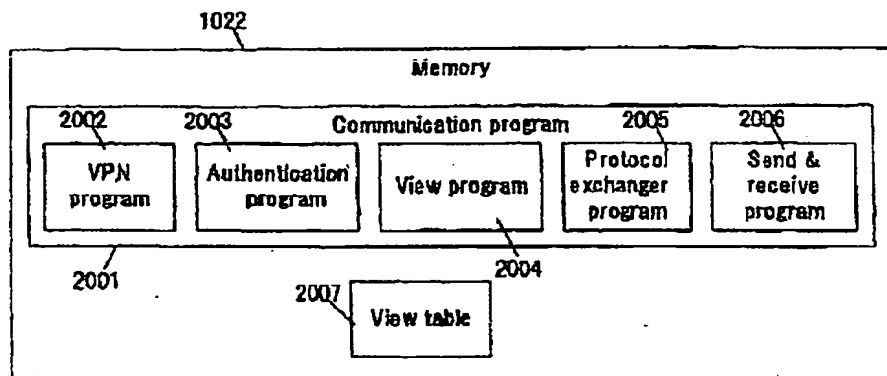 1022
Memory
2002
2003
Communication program
2005
2006
VPN
program
Authentication
program
View program
Protocol
exchanger
program
Send &
receive
program
2001
2004
2007
View table